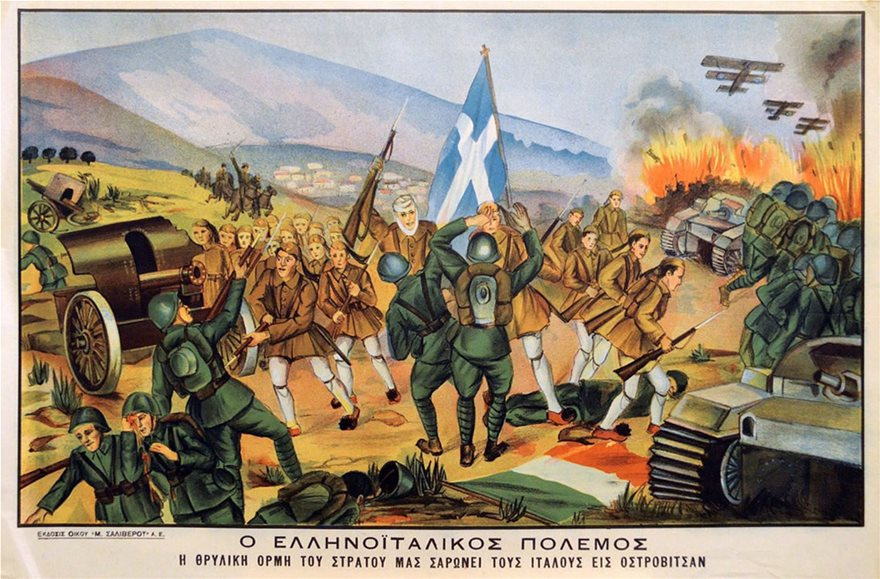 ΕΚΔΟΣΙΣ ΟΙΚΟΥ "Μ. ΣΑΛΙΒΕΡΟΥ" Α. Ε.
Ο ΕΛΛΗΝΟΪΤΑΛΙΚΟΣ ΠΟΛΕΜΟΣ
Η ΘΡΥΛΙΚΗ ΟΡΜΗ ΤΟΥ ΣΤΡΑΤΟΥ ΜΑΣ ΣΑΡΩΝΕΙ ΤΟΥΣ ΙΤΑΛΟΥΣ ΕΙΣ ΟΣΤΡΟΒΙΤΣΑΝ